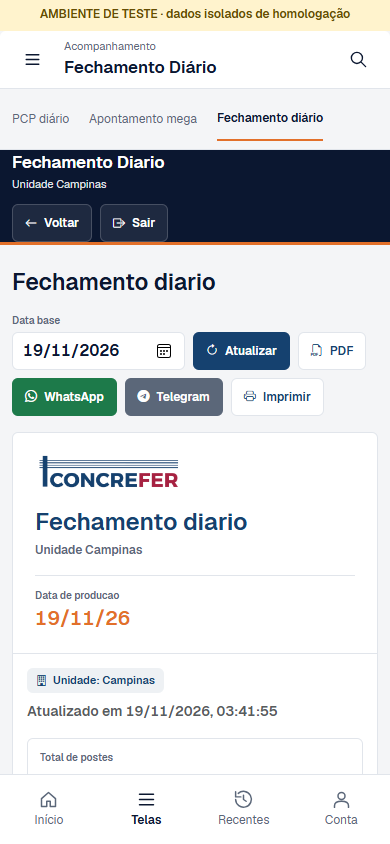 AMBIENTE DE TESTE · dados isolados de homologação
Acompanhamento
Fechamento Diário
PCP diário
Apontamento mega
Fechamento diário
Fechamento Diario
Unidade Campinas
Voltar
Sair
Fechamento diario
Data base
19/11/2026
Atualizar
PDF
WhatsApp
Telegram
Imprimir
CONCREFER
Fechamento diario
Unidade Campinas
Data de producao
19/11/26
Unidade: Campinas
Atualizado em 19/11/2026, 03:41:55
Total de postes
Início
Telas
Recentes
Conta